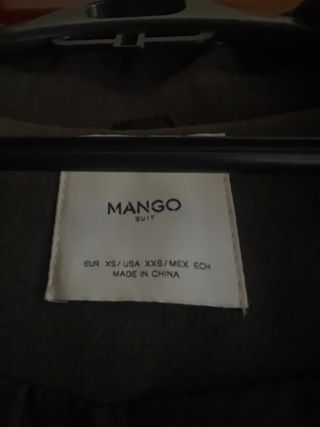 MANGO
SUIT
EUR XS/USA XXS/MEX ECH
MADE IN CHINA